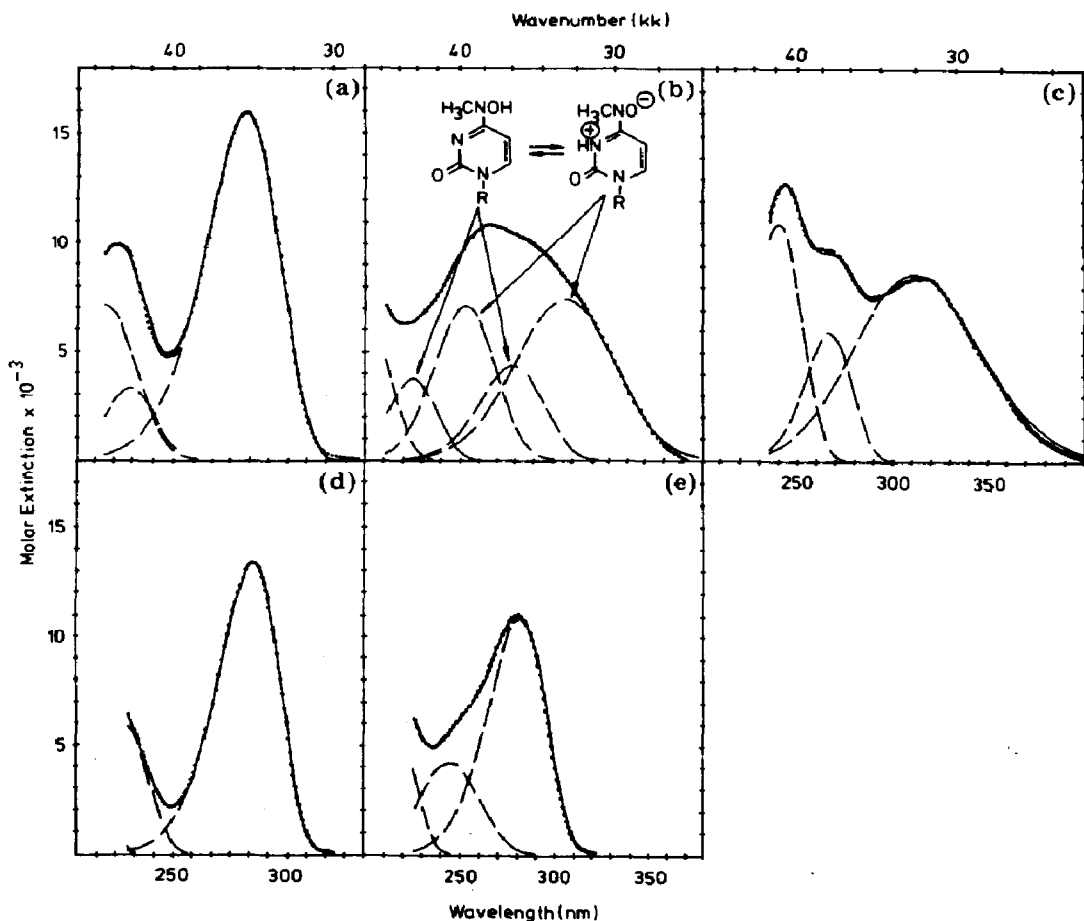 Wavenumber (kk)
40 30 40 30 40 30
(a) (b) (c)
H₃CNOH H₃CNO⊖
N ⊕HN
O N O N
R R
15
10
5
Molar Extinction × 10⁻³
(d) (e)
250 300 350
15
10
5
250 300 250 300 350
Wavelength(nm)